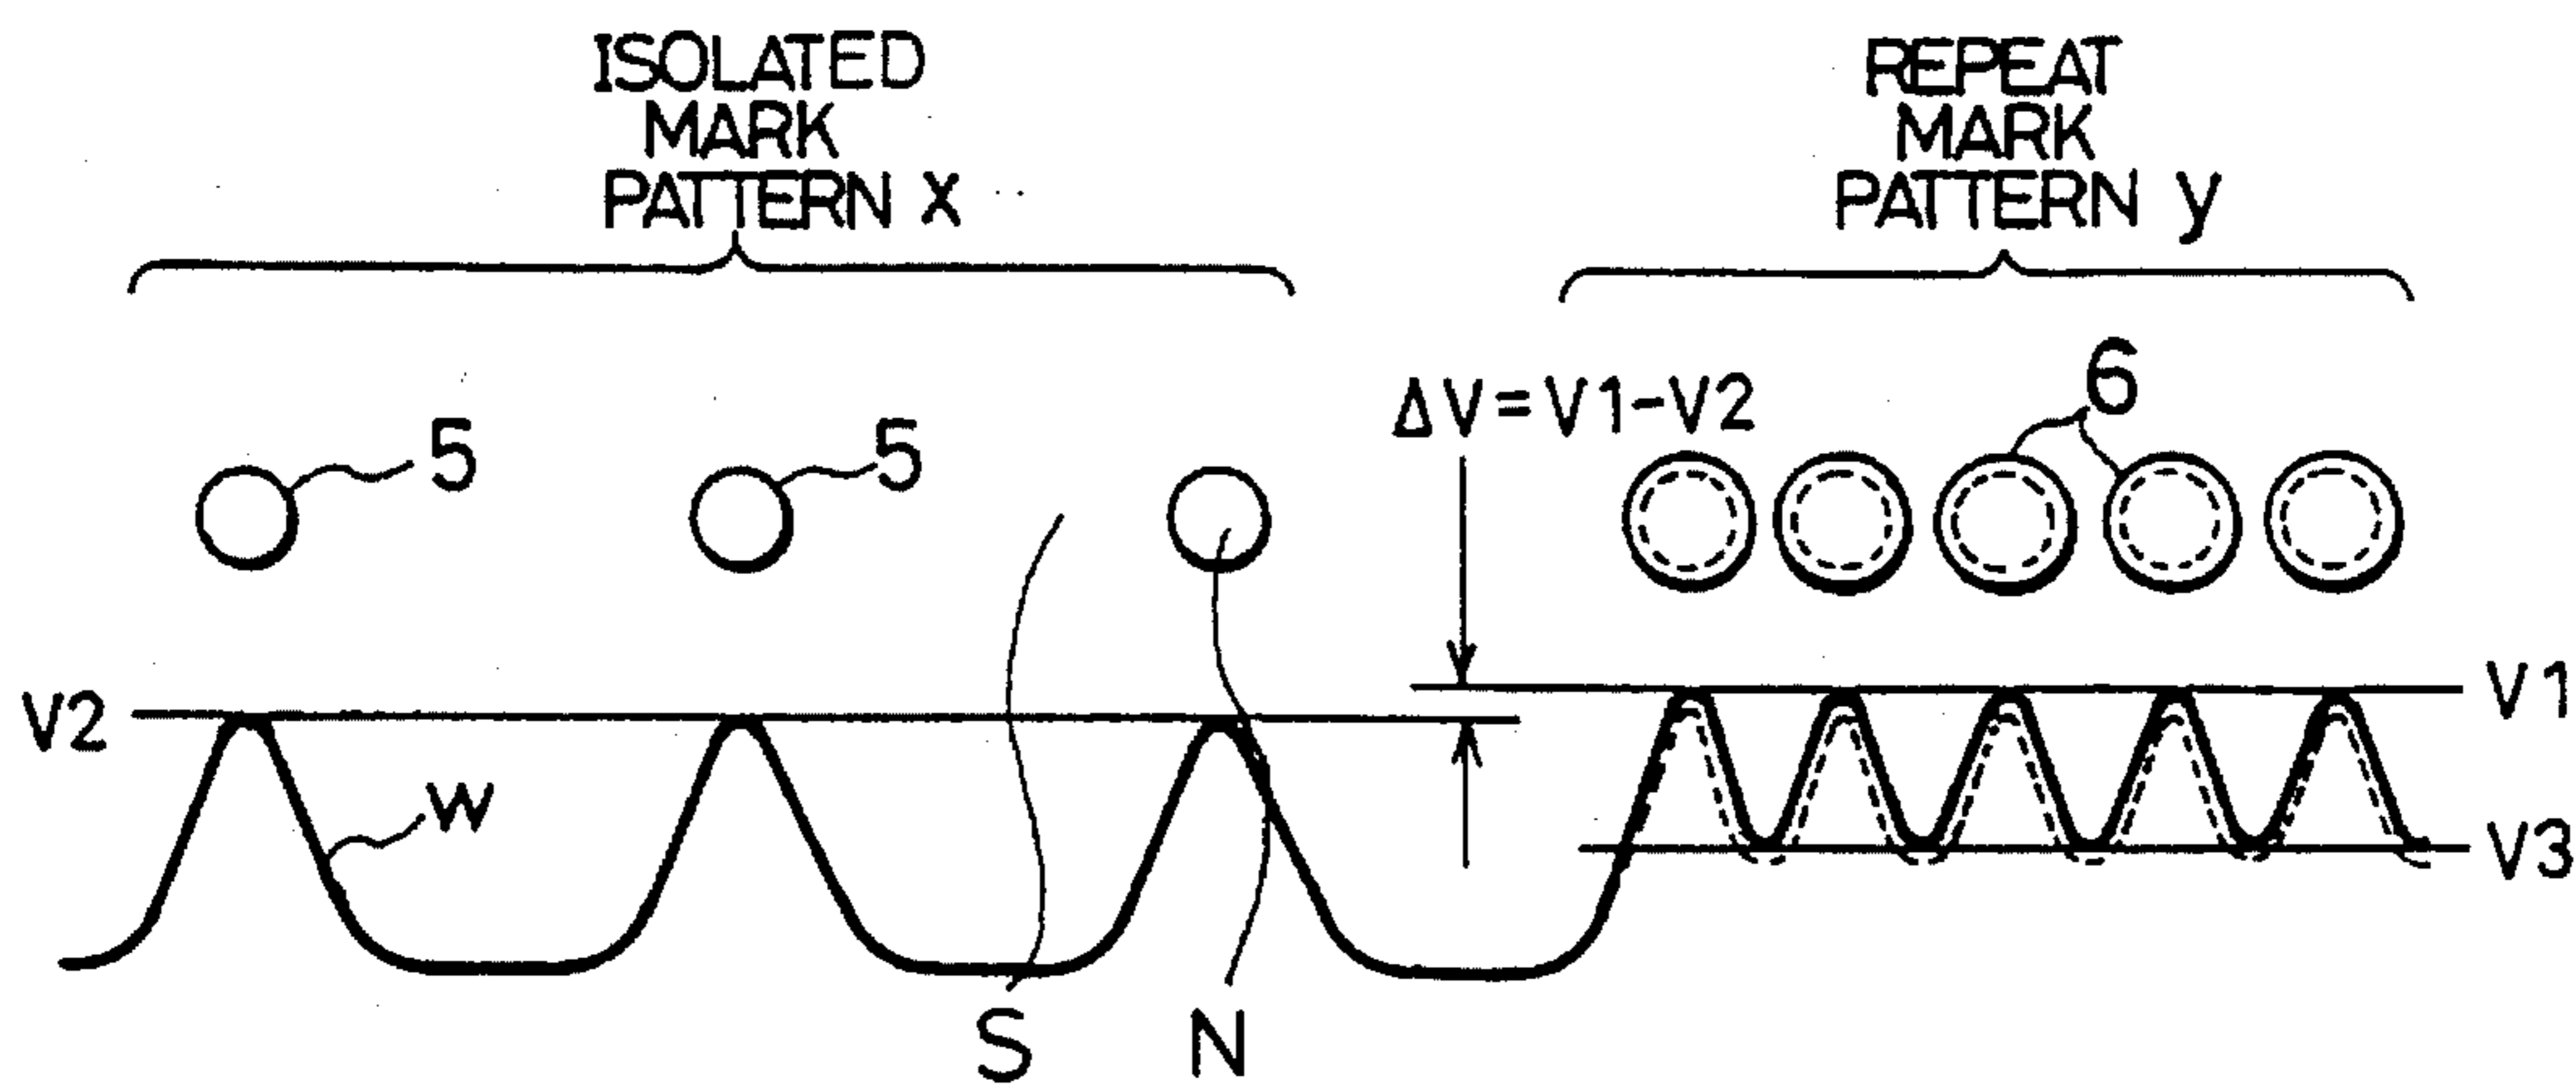 ISOLATED
MARK
PATTERN X
REPEAT
MARK
PATTERN y
5
5
ΔV=V1-V2
6
V2
W
V1
V3
S
N